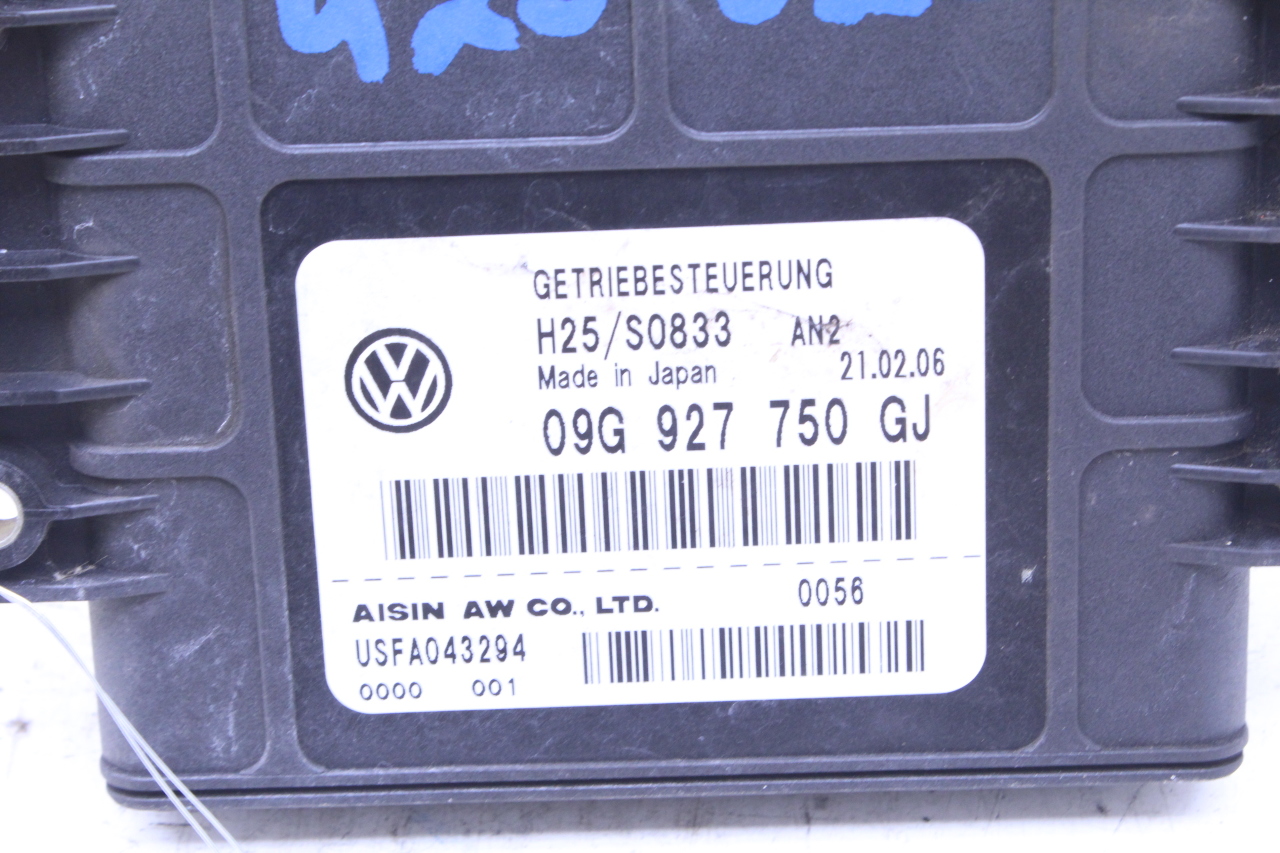 GETRIEBESTEUERUNG
H25/S0833 AN2
Made in Japan 21.02.06
09G 927 750 GJ
AISIN AW CO., LTD. 0056
USFA043294
0000 001